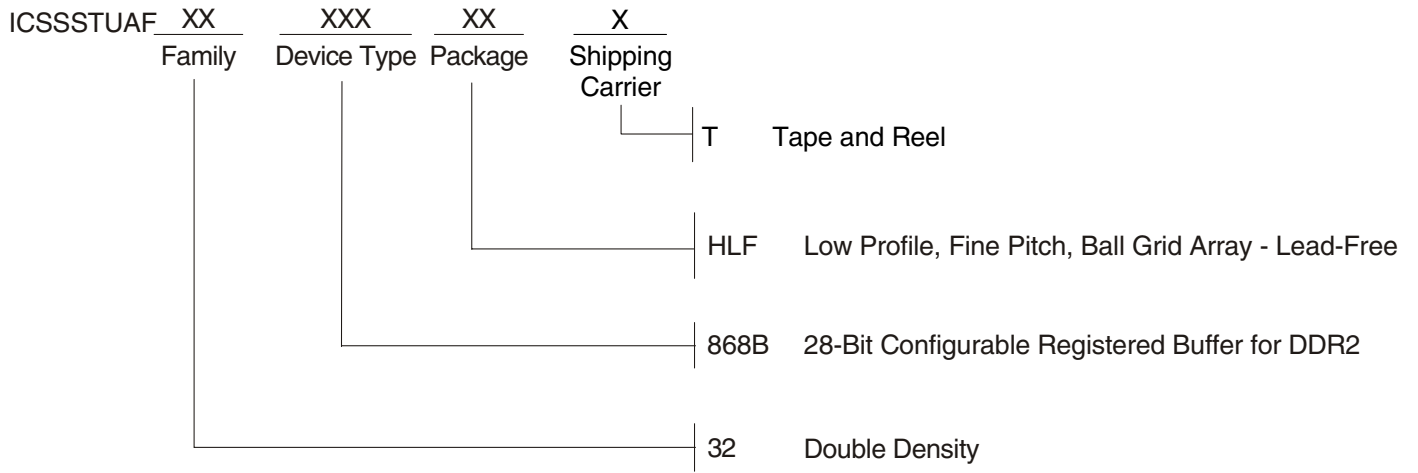 ICSSSTUAF XX XXX XX X
Family Device Type Package Shipping
Carrier
T Tape and Reel
HLF Low Profile, Fine Pitch, Ball Grid Array - Lead-Free
868B 28-Bit Configurable Registered Buffer for DDR2
32 Double Density